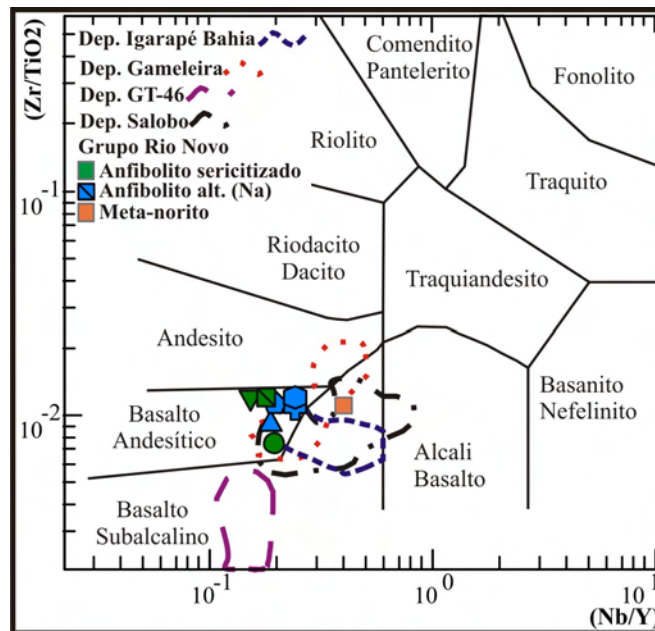 (Zr/TiO2)
Dep. Igarapé Bahia
Dep. Gameleira
Dep. GT-46
Dep. Salobo
Grupo Rio Novo
Anfibolito sericitizado
Anfibolito alt. (Na)
Meta-norito
Comendito
Pantelerito
Fonolito
Riolito
Traquito
10-1
Riodacito
Dacito
Traquiandesito
Andesito
Basanito
Nefelinito
10-2
Basalto
Andesítico
Alcali
Basalto
Basalto
Subalcalino
10-1
100
10
(Nb/Y)